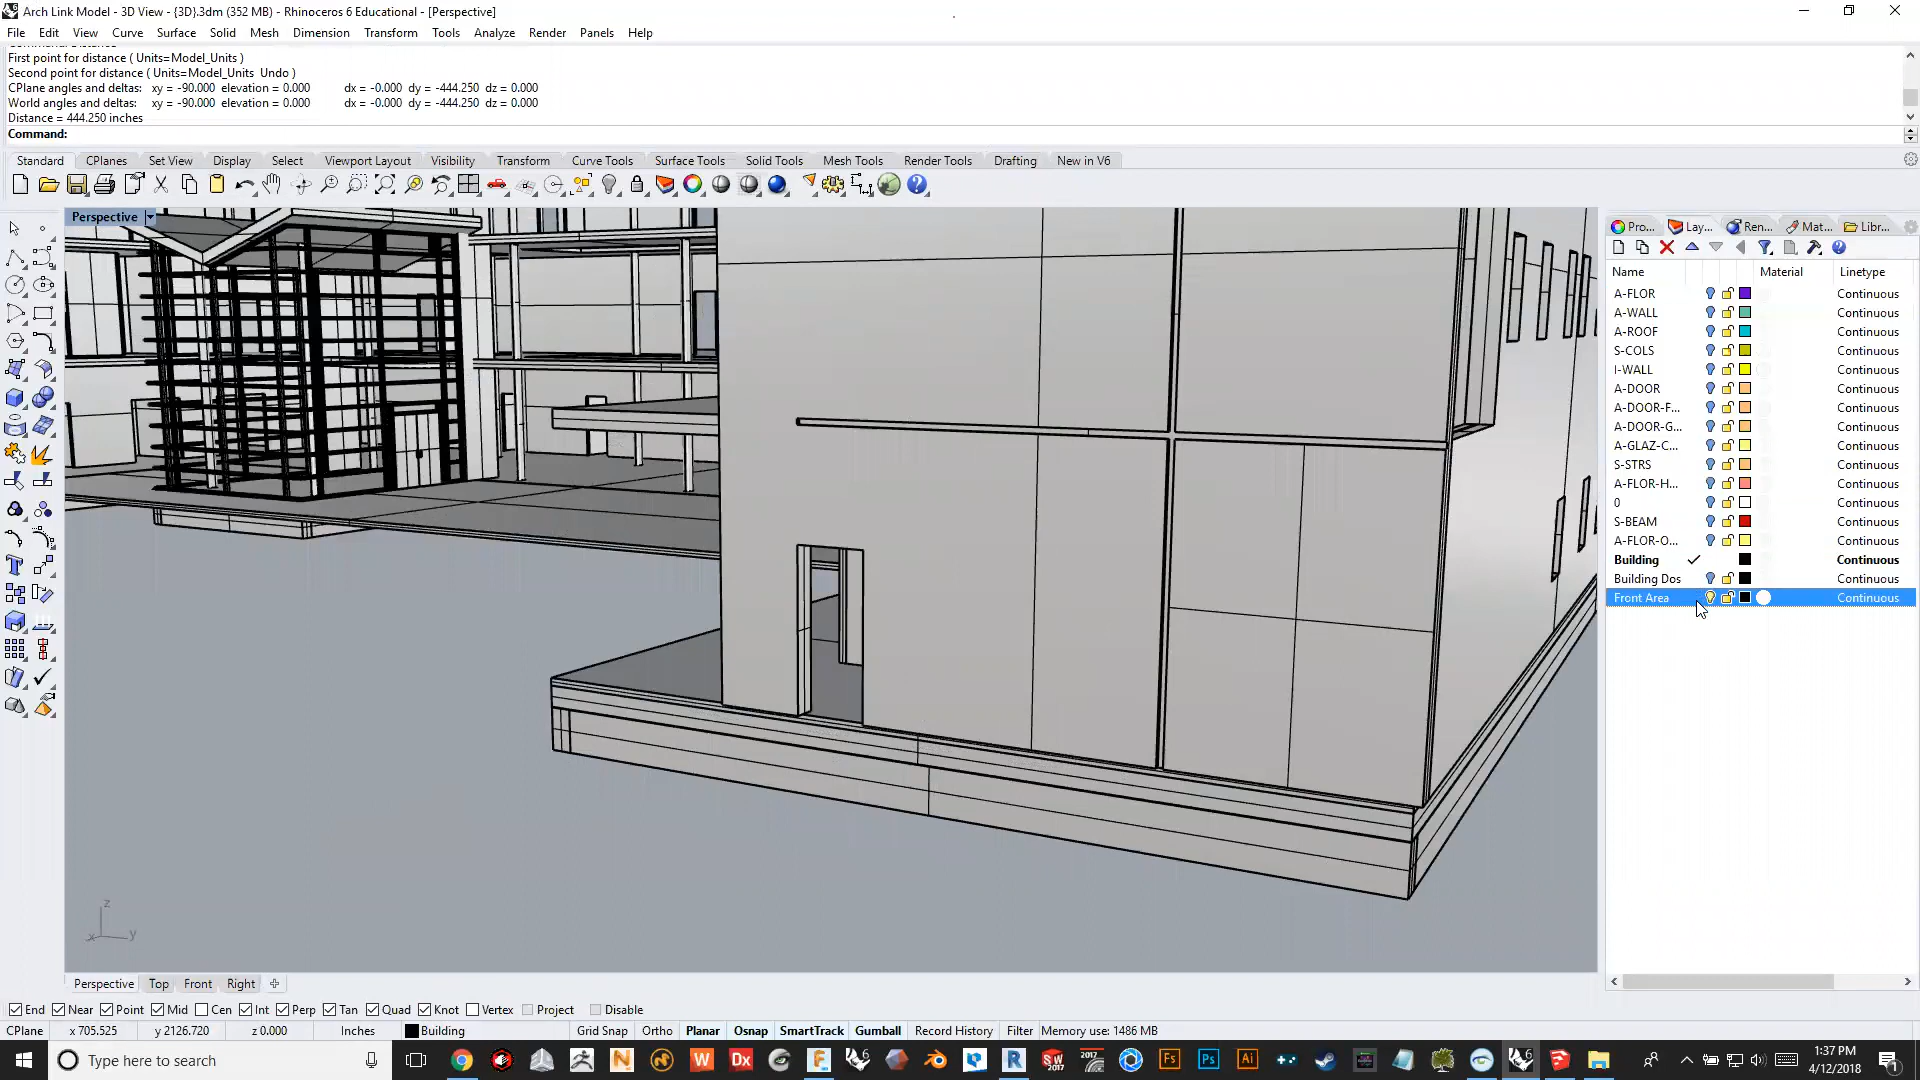 Arch Link Model - 3D View - {3D}.3dm (352 MB) - Rhinoceros 6 Educational - [Perspective]
File Edit View Curve Surface Solid Mesh Dimension Transform Tools Analyze Render Panels Help
First point for distance ( Units=Model_Units )
Second point for distance ( Units=Model_Units Undo )
CPlane angles and deltas: xy = -90.000 elevation = 0.000 dx = -0.000 dy = -444.250 dz = 0.000
World angles and deltas: xy = -90.000 elevation = 0.000 dx = -0.000 dy = -444.250 dz = 0.000
Distance = 444.250 inches
Command:
Standard CPlanes Set View Display Select Viewport Layout Visibility Transform Curve Tools Surface Tools Solid Tools Mesh Tools Render Tools Drafting New in V6
Perspective
Pro... Lay... Ren... Mat... Libr...
Name Material Linetype
A-FLOR Continuous
A-WALL Continuous
A-ROOF Continuous
S-COLS Continuous
I-WALL Continuous
A-DOOR Continuous
A-DOOR-F... Continuous
A-DOOR-G... Continuous
A-GLAZ-C... Continuous
S-STRS Continuous
A-FLOR-H... Continuous
0 Continuous
S-BEAM Continuous
A-FLOR-O... Continuous
Building Continuous
Building Dos Continuous
Front Area Continuous
z
x y
Perspective Top Front Right
End Near Point Mid Cen Int Perp Tan Quad Knot Vertex Project Disable
CPlane x 705.525 y 2126.720 z 0.000 Inches Building Grid Snap Ortho Planar Osnap SmartTrack Gumball Record History Filter Memory use: 1486 MB
Type here to search
1:37 PM
4/12/2018